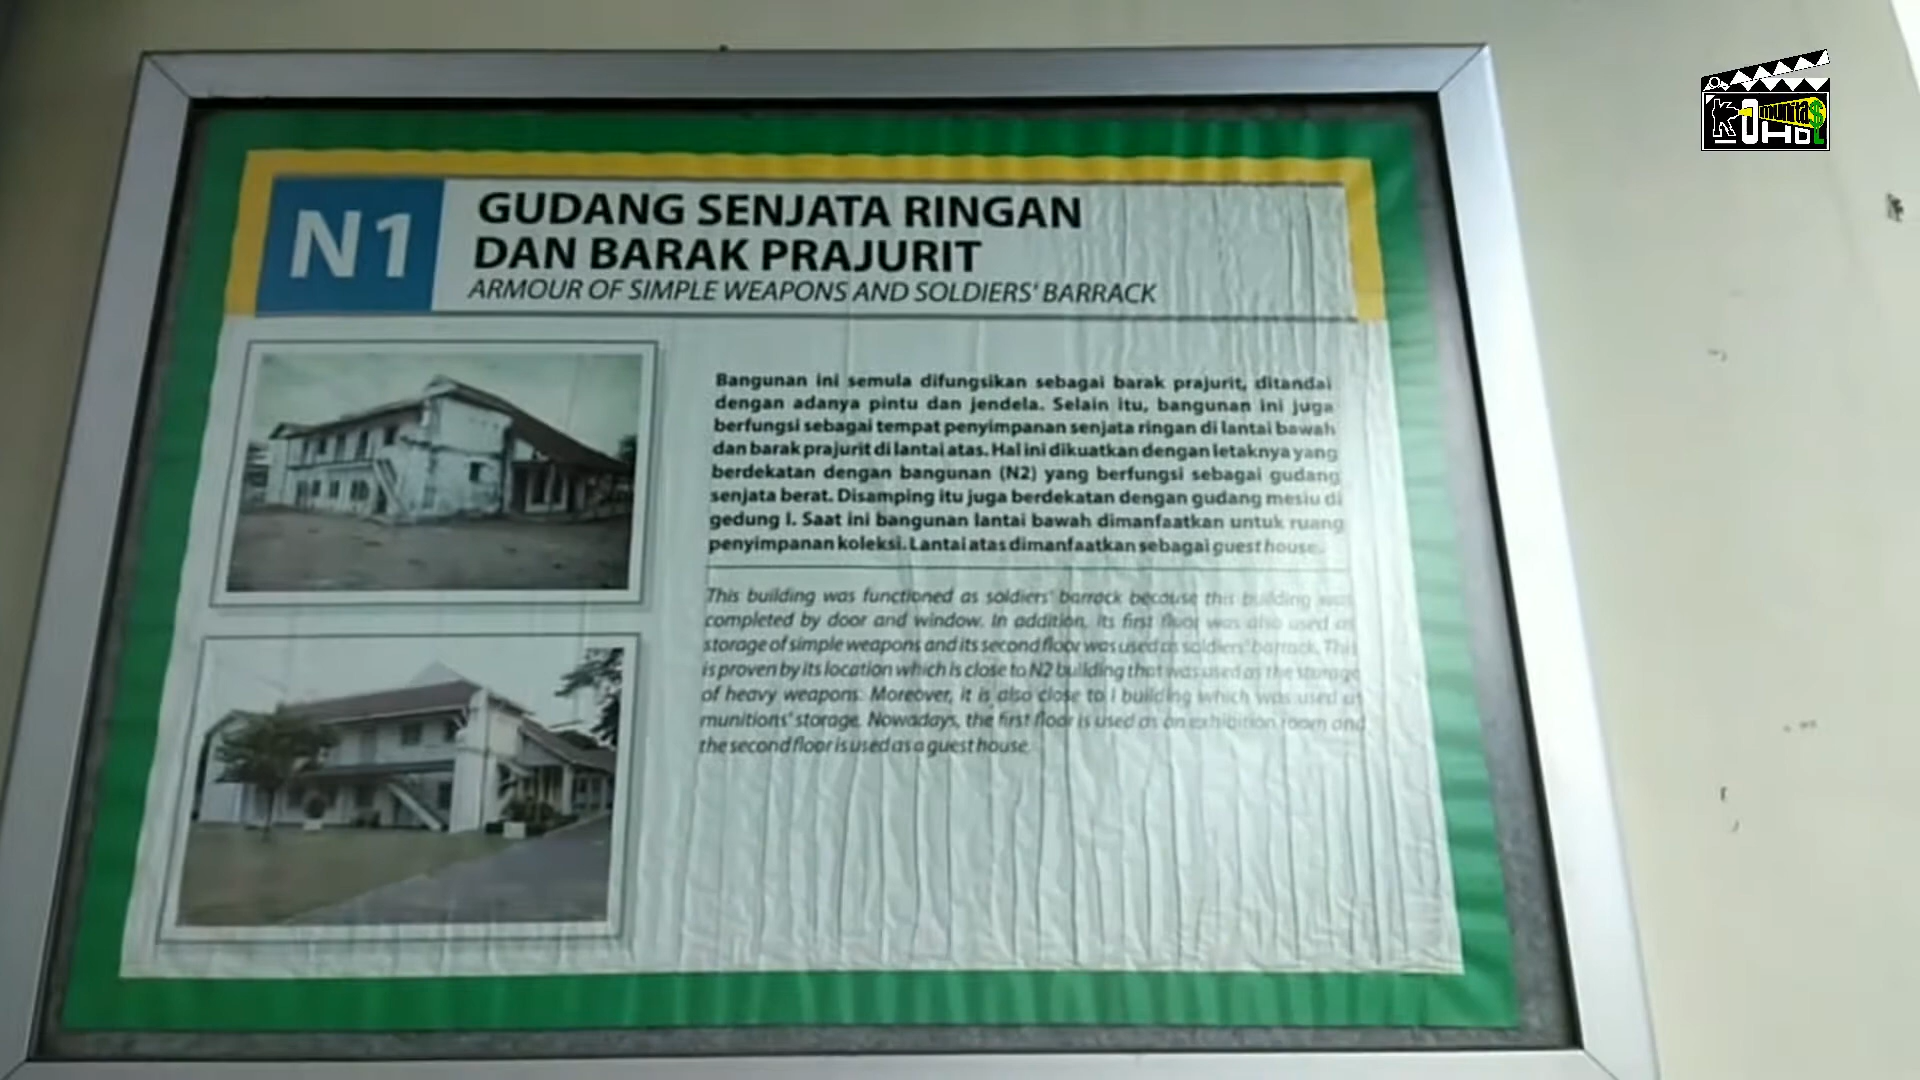 N1
GUDANG SENJATA RINGAN
DAN BARAK PRAJURIT
ARMOUR OF SIMPLE WEAPONS AND SOLDIERS' BARRACK
Bangunan ini semula difungsikan sebagai barak prajurit, ditandai
dengan adanya pintu dan jendela. Selain itu, bangunan ini juga
berfungsi sebagai tempat penyimpanan senjata ringan di lantai bawah
dan barak prajurit di lantai atas. Hal ini dikuatkan dengan letaknya yang
berdekatan dengan bangunan (N2) yang berfungsi sebagai gudang
senjata berat. Disamping itu juga berdekatan dengan gudang mesiu di
gedung I. Saat ini bangunan lantai bawah dimanfaatkan untuk ruang
penyimpanan koleksi. Lantai atas dimanfaatkan sebagai guest house.
This building was functioned as soldiers' barrack because this building was
completed by door and window. In addition, its first floor was also used as
storage of simple weapons and its second floor was used as soldiers' barrack. This
is proven by its location which is close to N2 building that was used as the storage
of heavy weapons. Moreover, it is also close to I building which was used as
munitions' storage. Nowadays, the first floor is used as an exhibition room and
the second floor is used as a guest house.